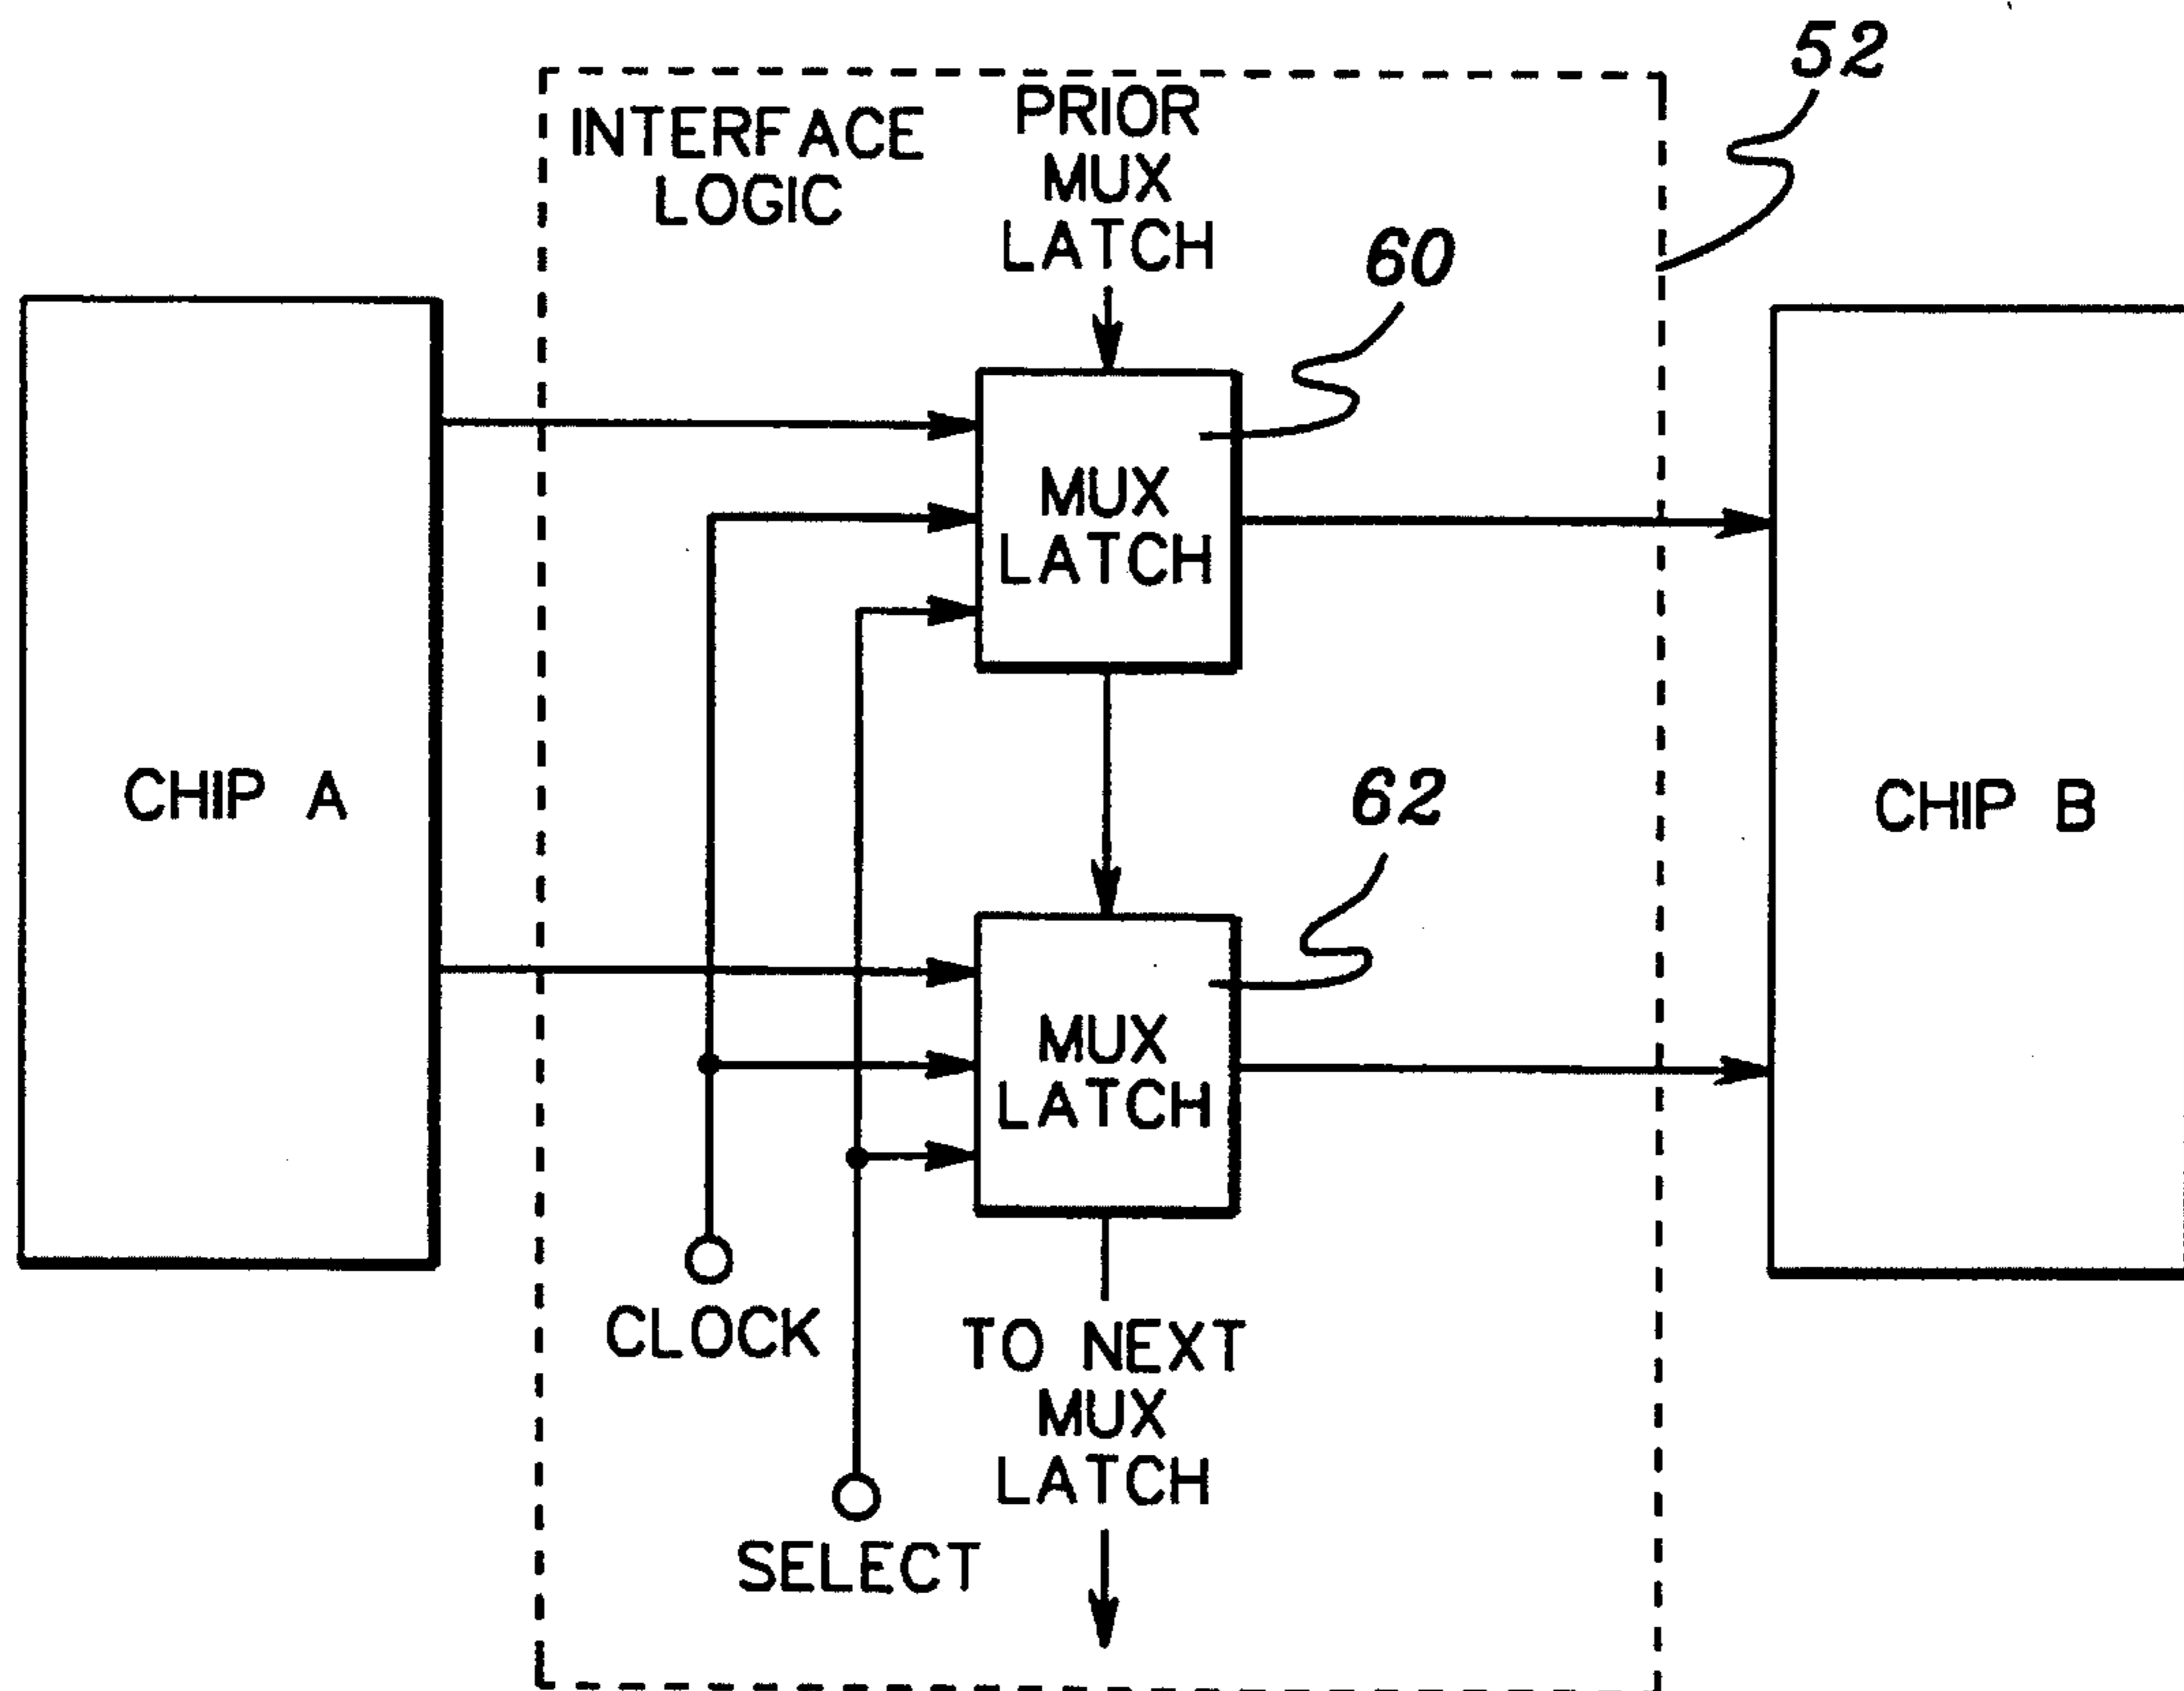 52
INTERFACE
LOGIC
PRIOR
MUX
LATCH
60
MUX
LATCH
CHIP A
62
CHIP B
MUX
LATCH
CLOCK
TO NEXT
MUX
LATCH
SELECT